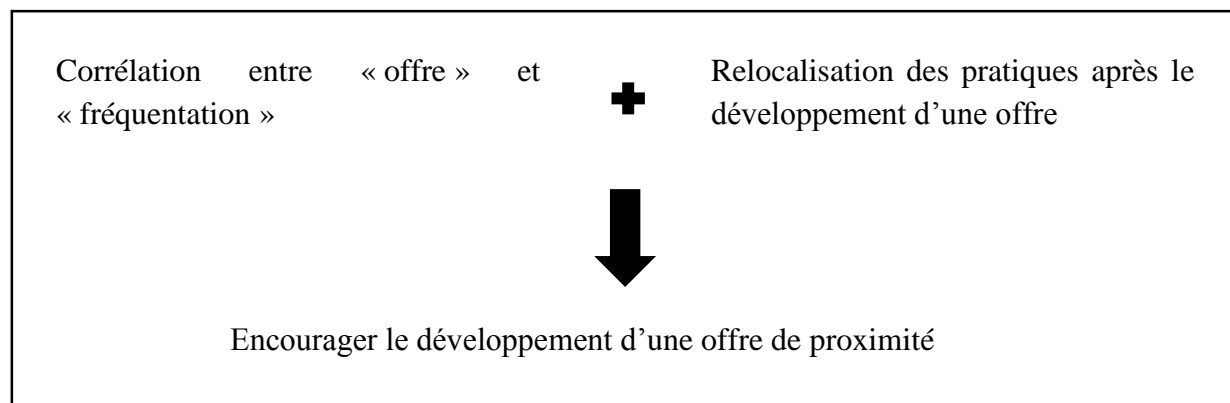 Corrélation entre « offre » et
« fréquentation »
Relocalisation des pratiques après le
développement d’une offre
Encourager le développement d’une offre de proximité